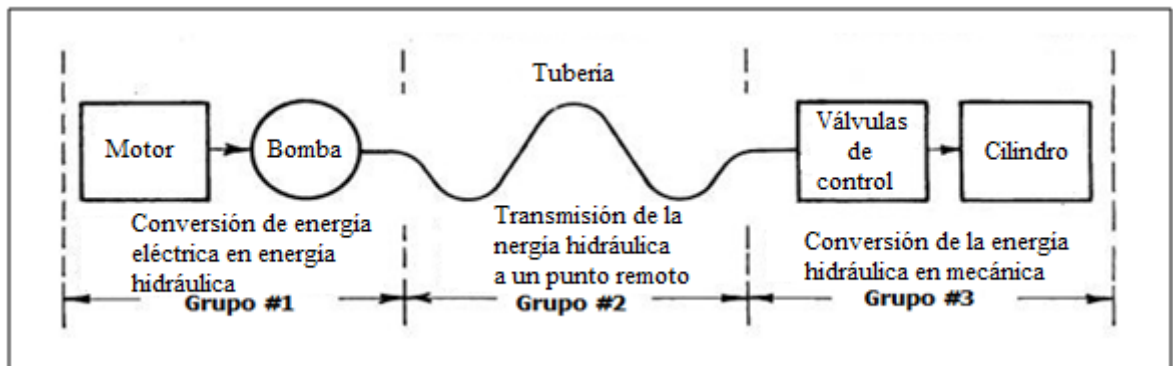 Tubería
Motor
Bomba
Válvulas
de
control
Cilindro
Conversión de energía
eléctrica en energía
hidráulica
Transmisión de la
nergía hidráulica
a un punto remoto
Conversión de la energía
hidráulica en mecánica
Grupo #1
Grupo #2
Grupo #3